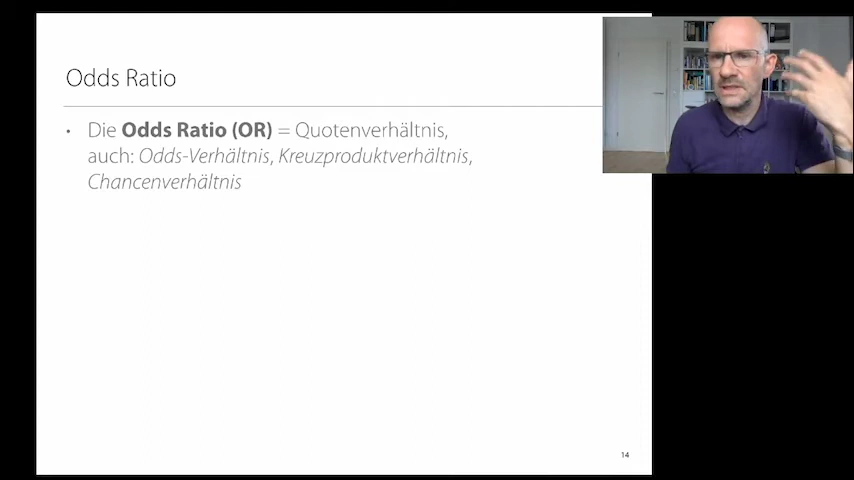 Odds Ratio
• Die Odds Ratio (OR) = Quotenverhältnis,
auch: Odds-Verhältnis, Kreuzproduktverhältnis,
Chancenverhältnis
14